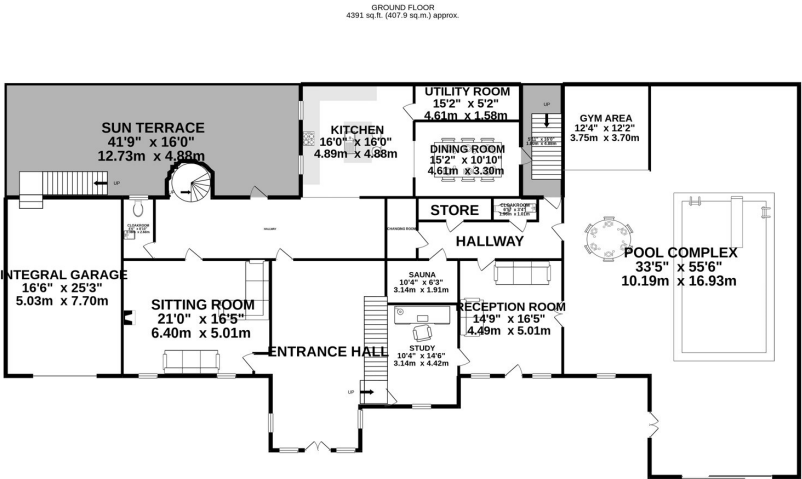 GROUND FLOOR
4391 sq.ft. (407.9 sq.m.) approx.
UTILITY ROOM
15'2" x 5'2"
4.61m x 1.58m
UP
SUN TERRACE
41'9" x 16'0"
12.73m x 4.88m
KITCHEN
16'0" x 16'0"
4.89m x 4.88m
DINING ROOM
15'2" x 10'10"
4.61m x 3.30m
GYM AREA
12'4" x 12'2"
3.75m x 3.70m
UP
UP
CLOAKROOM
STORE
CLOAKROOM
HALLWAY
CHANGING ROOM
HALLWAY
POOL COMPLEX
33'5" x 55'6"
10.19m x 16.93m
INTEGRAL GARAGE
16'6" x 25'3"
5.03m x 7.70m
SITTING ROOM
21'0" x 16'5"
6.40m x 5.01m
SAUNA
10'4" x 6'3"
3.14m x 1.91m
RECEPTION ROOM
14'9" x 16'5"
4.49m x 5.01m
ENTRANCE HALL
STUDY
10'4" x 14'6"
3.14m x 4.42m
UP